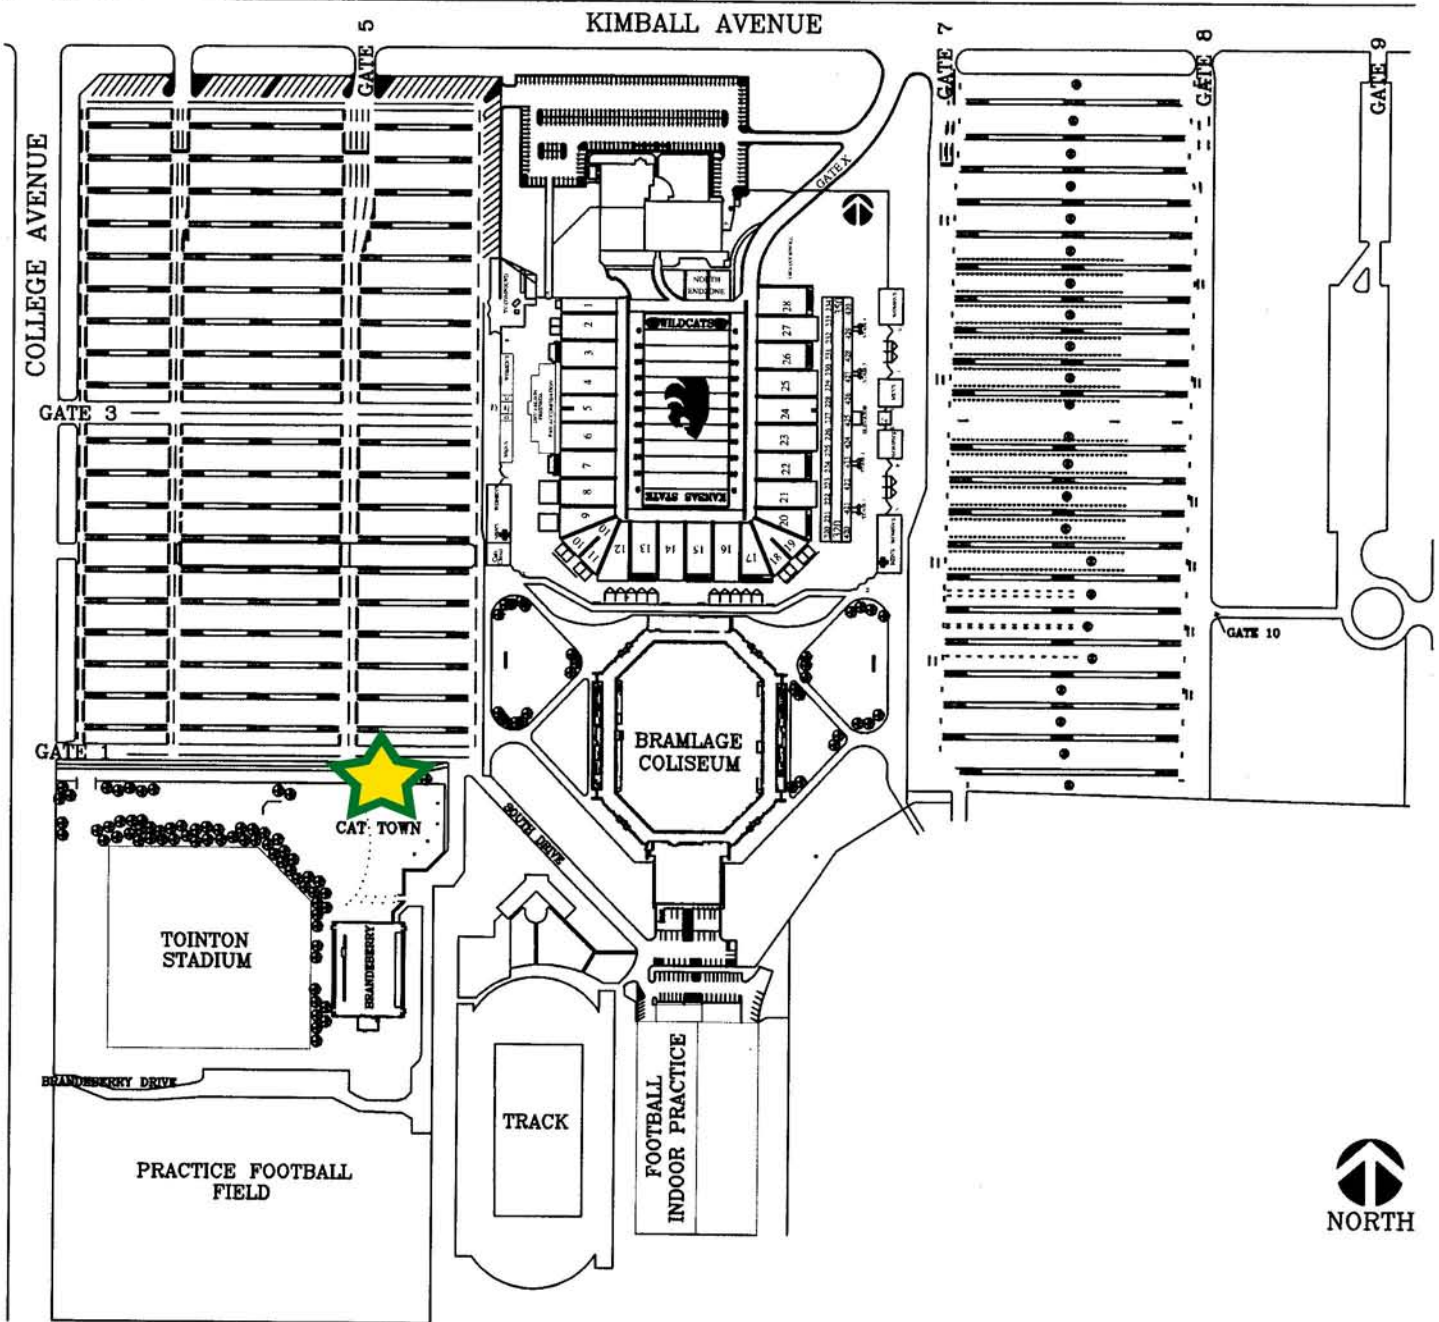 KIMBALL AVENUE
GATE 5
GATE 7
GATE 8
GATE 9
COLLEGE AVENUE
GATE X
GATE 3
WILDCATS
KANSAS STATE
1
2
3
4
5
6
7
8
9
10
10
11
12
13
14
15
16
17
18
19
20
21
22
23
24
25
26
27
28
GATE 10
GATE 1
BRAMLAGE
COLISEUM
CAT TOWN
SOUTH DRIVE
TOINTON
STADIUM
BRANDEBERRY
BRANDEBERRY DRIVE
TRACK
FOOTBALL
INDOOR PRACTICE
PRACTICE FOOTBALL
FIELD
NORTH